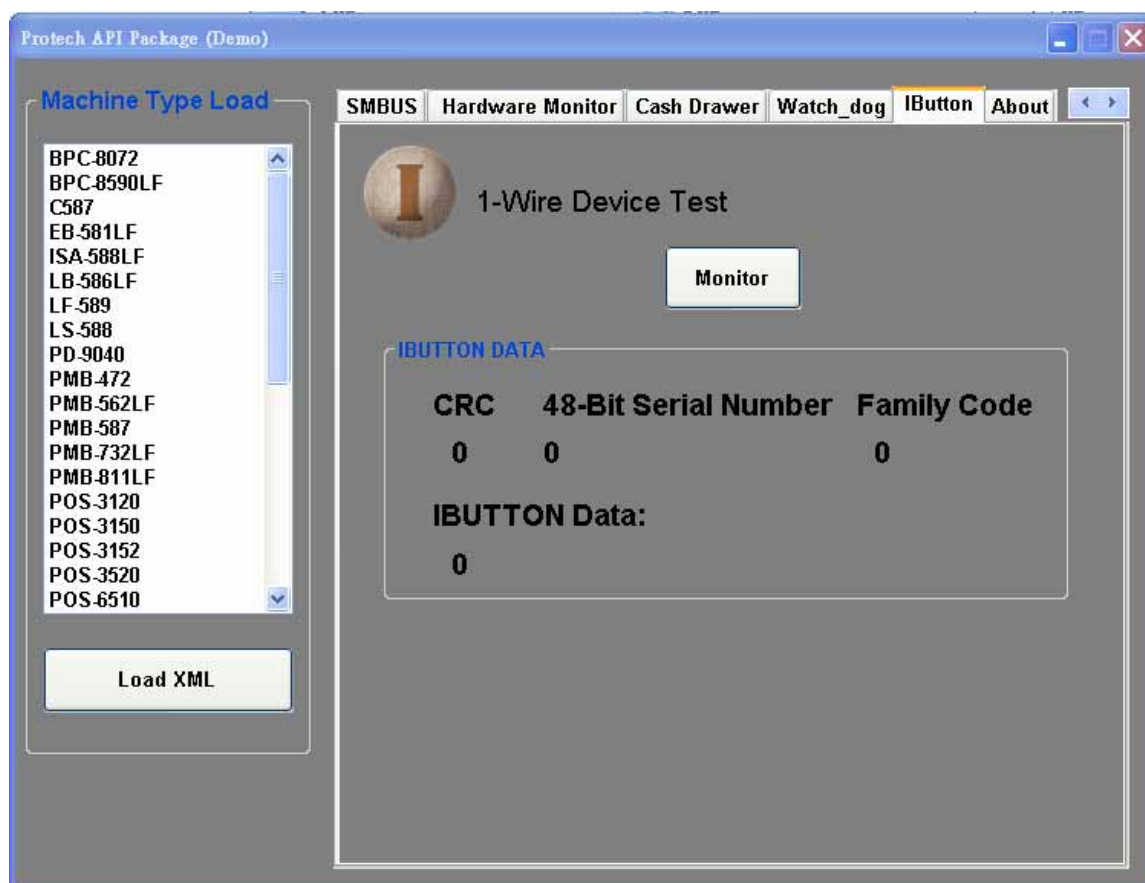 Protech API Package (Demo)
Machine Type Load
BPC-8072
BPC-8590LF
C587
EB-581LF
ISA-588LF
LB-586LF
LF-589
LS-588
PD-9040
PMB-472
PMB-562LF
PMB-587
PMB-732LF
PMB-811LF
POS-3120
POS-3150
POS-3152
POS-3520
POS-6510
Load XML
SMBUS Hardware Monitor Cash Drawer Watch_dog IButton About
I
1-Wire Device Test
Monitor
IBUTTON DATA
CRC 48-Bit Serial Number Family Code
0 0 0
IBUTTON Data:
0